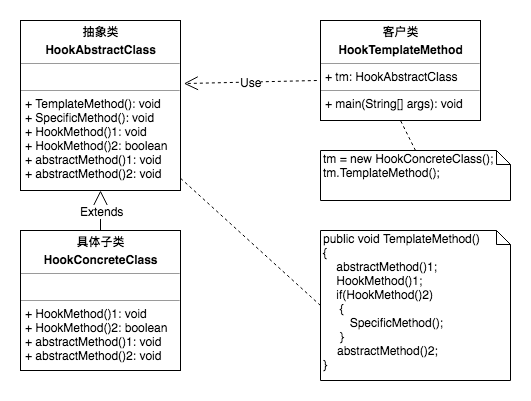 抽象类
HookAbstractClass
+ TemplateMethod(): void
+ SpecificMethod(): void
+ HookMethod()1: void
+ HookMethod()2: boolean
+ abstractMethod()1: void
+ abstractMethod()2: void
Use
客户类
HookTemplateMethod
+ tm: HookAbstractClass
+ main(String[] args): void
tm = new HookConcreteClass();
tm.TemplateMethod();
Extends
具体子类
HookConcreteClass
+ HookMethod()1: void
+ HookMethod()2: boolean
+ abstractMethod()1: void
+ abstractMethod()2: void
public void TemplateMethod()
{
abstractMethod()1;
HookMethod()1;
if(HookMethod()2)
{
SpecificMethod();
}
abstractMethod()2;
}